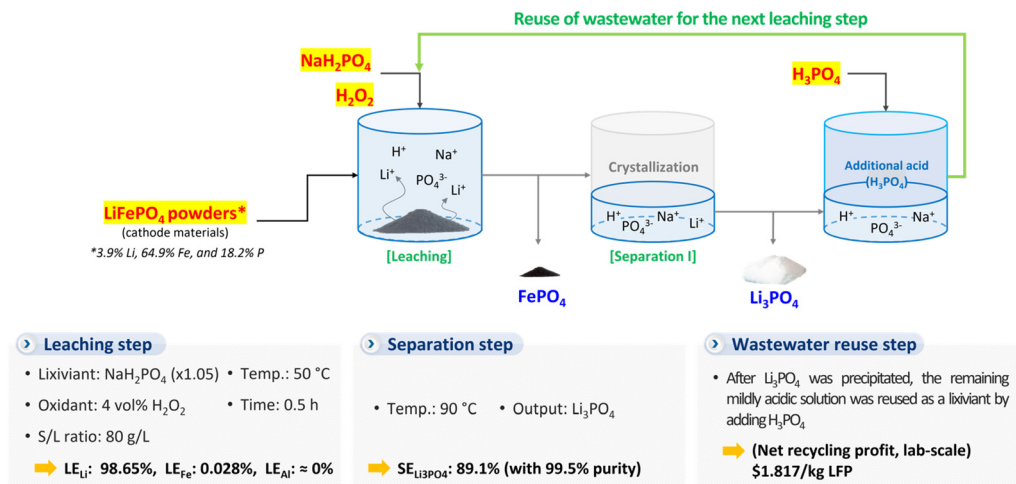 Reuse of wastewater for the next leaching step
NaH₂PO₄
H₂O₂
H₃PO₄
H⁺
Na⁺
Li⁺
PO₄³⁻
Li⁺
Crystallization
Additional acid
(H₃PO₄)
LiFePO₄ powders*
(cathode materials)
*3.9% Li, 64.9% Fe, and 18.2% P
H⁺
Na⁺
PO₄³⁻
Li⁺
H⁺
Na⁺
PO₄³⁻
[Leaching]
[Separation I]
FePO₄
Li₃PO₄
Leaching step
• Lixiviant: NaH₂PO₄ (x1.05) • Temp.: 50 °C
• Oxidant: 4 vol% H₂O₂ • Time: 0.5 h
• S/L ratio: 80 g/L
LE_Li: 98.65%, LE_Fe: 0.028%, LE_Al: ≈ 0%
Separation step
• Temp.: 90 °C • Output: Li₃PO₄
SE_Li3PO4: 89.1% (with 99.5% purity)
Wastewater reuse step
• After Li₃PO₄ was precipitated, the remaining
mildly acidic solution was reused as a lixiviant by
adding H₃PO₄
(Net recycling profit, lab-scale)
$1.817/kg LFP